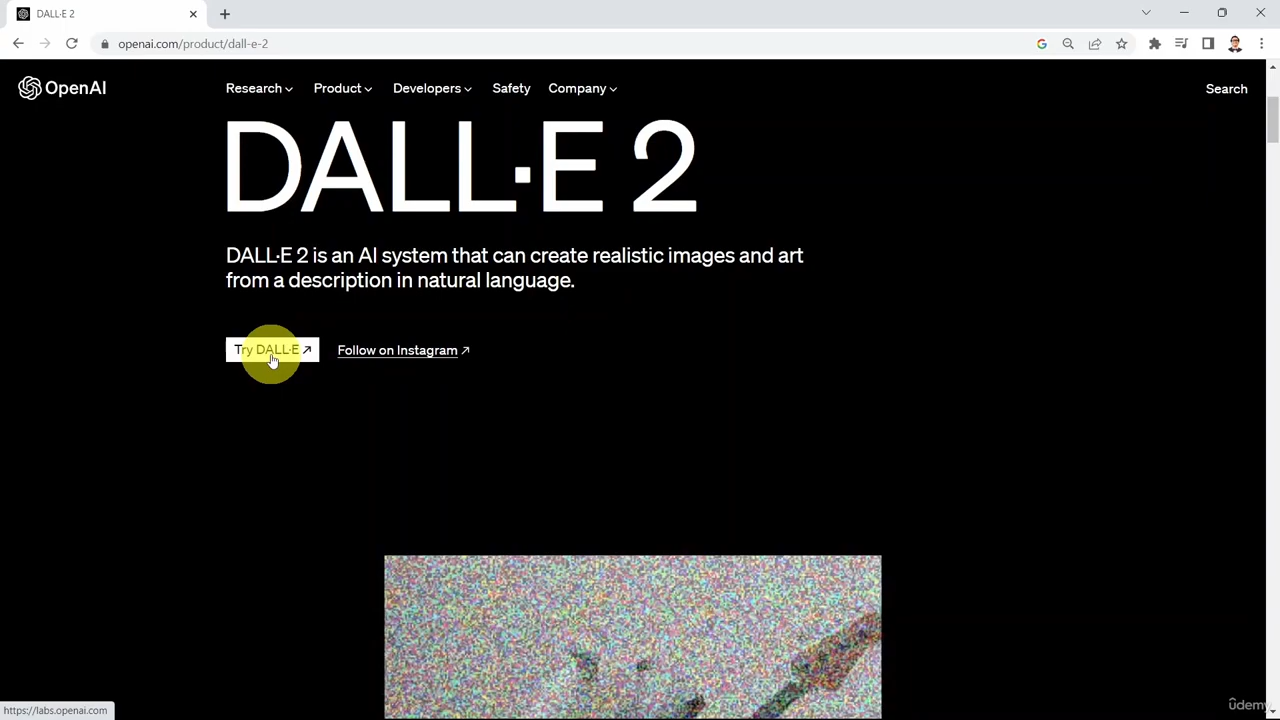 DALL·E 2
openai.com/product/dall-e-2
OpenAI
Research
Product
Developers
Safety
Company
Search
DALL·E 2
DALL·E 2 is an AI system that can create realistic images and art
from a description in natural language.
Try DALL·E ↗
Follow on Instagram ↗
https://labs.openai.com
ûdemy